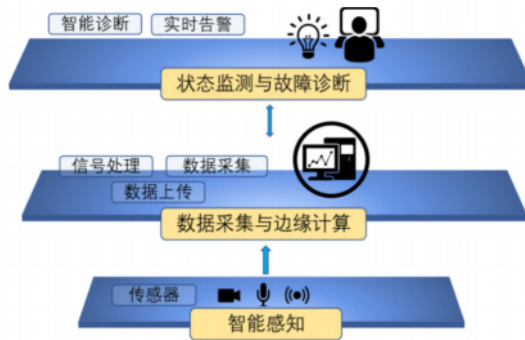 智能诊断 实时告警
状态监测与故障诊断
信号处理 数据采集
数据上传
数据采集与边缘计算
传感器
智能感知